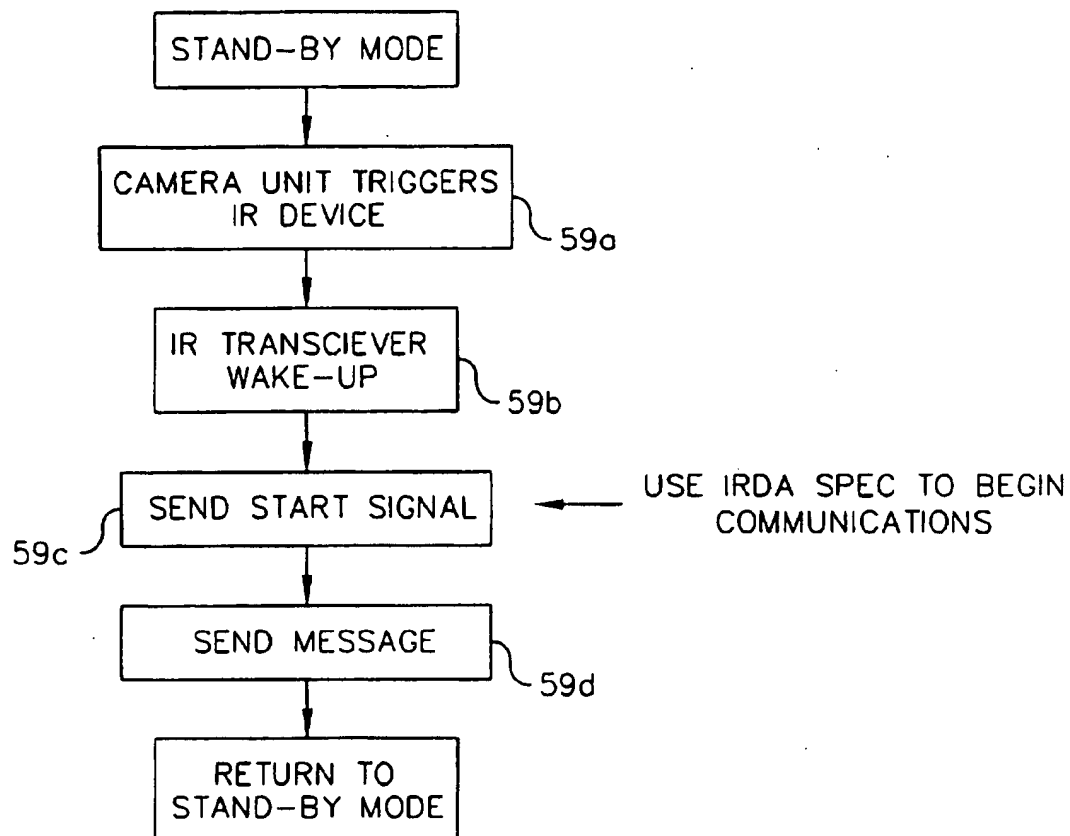 STAND-BY MODE
CAMERA UNIT TRIGGERS
IR DEVICE
59a
IR TRANSCIEVER
WAKE-UP
59b
SEND START SIGNAL
USE IRDA SPEC TO BEGIN
COMMUNICATIONS
59c
SEND MESSAGE
59d
RETURN TO
STAND-BY MODE